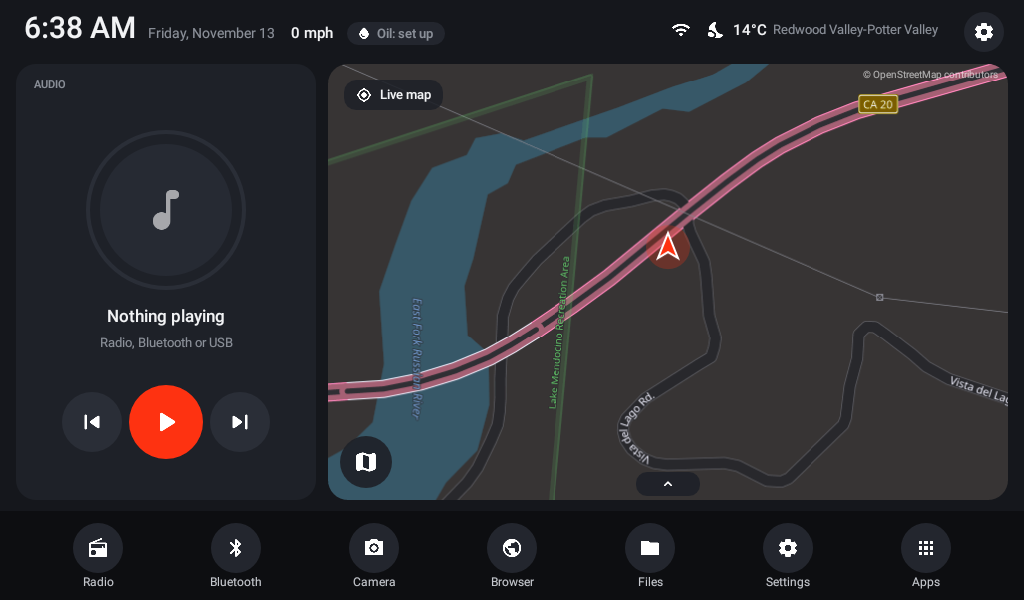 6:38 AM
Friday, November 13
0 mph
Oil: set up
14°C
Redwood Valley-Potter Valley
AUDIO
Nothing playing
Radio, Bluetooth or USB
Live map
© OpenStreetMap contributors
CA 20
East Fork Russian River
Lake Mendocino Recreation Area
Vista del Lago Rd.
Vista del Lag
Radio
Bluetooth
Camera
Browser
Files
Settings
Apps